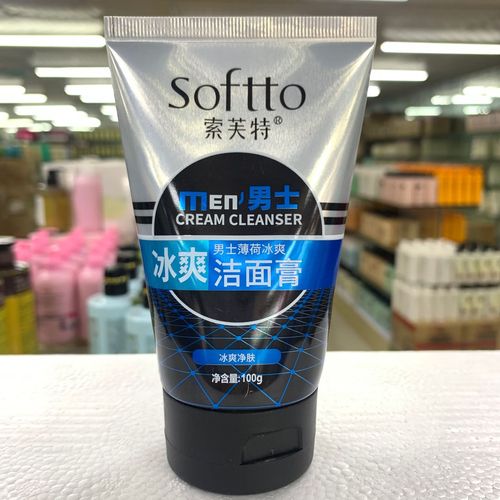 Softto
索芙特®
men 男士
CREAM CLEANSER
男士薄荷冰爽
冰爽 洁面膏
冰爽净肤
净含量:100g